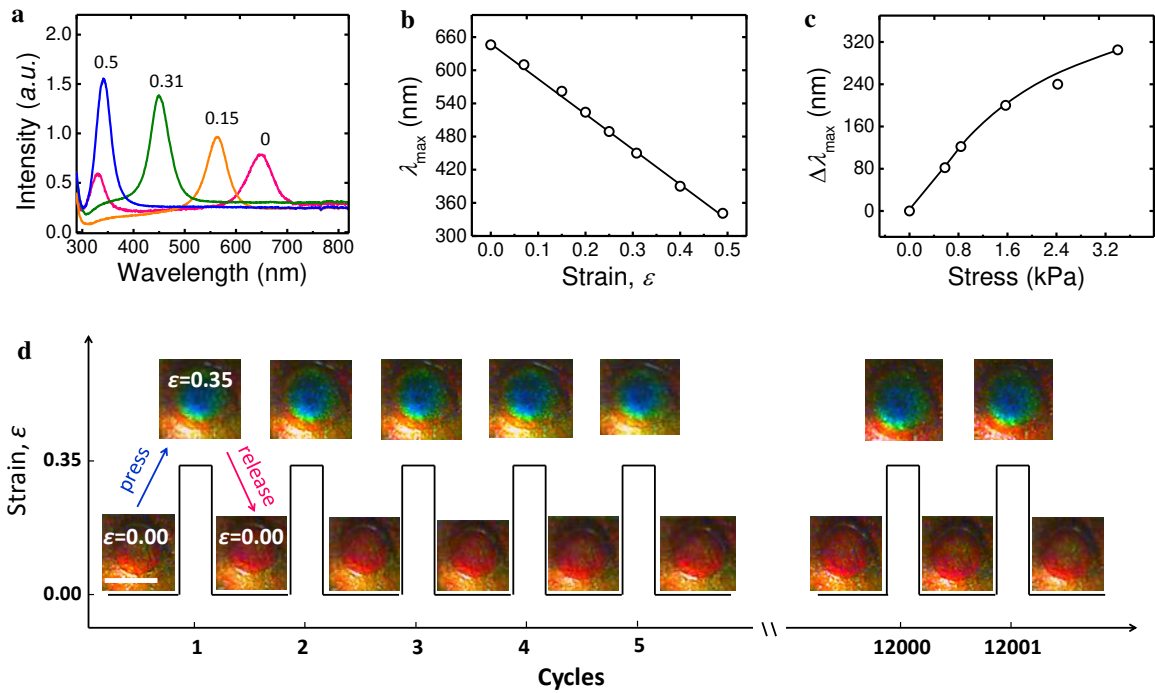 a
2.0
1.5
1.0
0.5
0.0
Intensity (a.u.)
0.5
0.31
0.15
0
300 400 500 600 700 800
Wavelength (nm)
b
660
600
540
480
420
360
300
λmax (nm)
0.0 0.1 0.2 0.3 0.4 0.5
Strain, ε
c
320
240
160
80
0
Δλmax (nm)
0.0 0.8 1.6 2.4 3.2
Stress (kPa)
d
Strain, ε
0.35
0.00
ε=0.35
press
release
ε=0.00
ε=0.00
1 2 3 4 5 \\ 12000 12001
Cycles